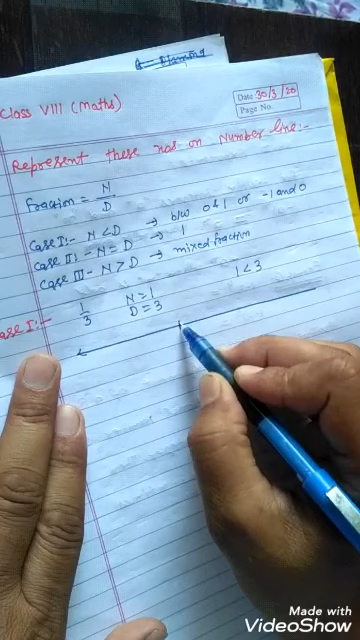 Class VIII (Maths)
Date 30/3/20
Page No.
Represent these nos on Number line:-
fraction = N/D
Case I:- N<D → b/w 0 & 1 or -1 and 0
Case II:- N=D → 1
Case III- N>D → mixed fraction
Case I:- 1/3 N=1 1<3
D=3
Made with
VideoShow